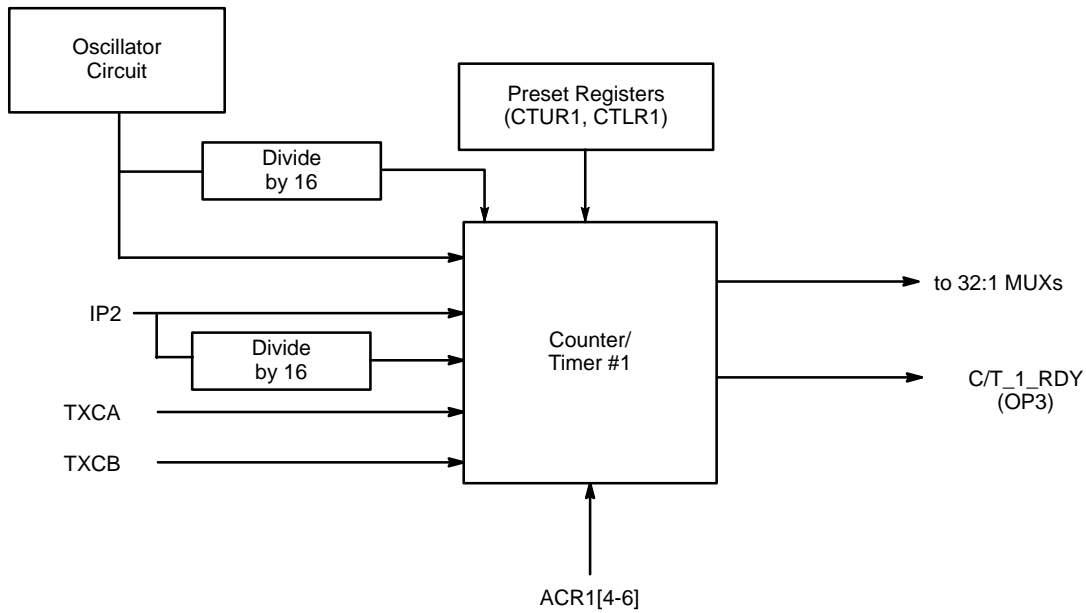 Oscillator
Circuit
Preset Registers
(CTUR1, CTLR1)
Divide
by 16
IP2
Divide
by 16
Counter/
Timer #1
to 32:1 MUXs
TXCA
C/T_1_RDY
(OP3)
TXCB
ACR1[4-6]